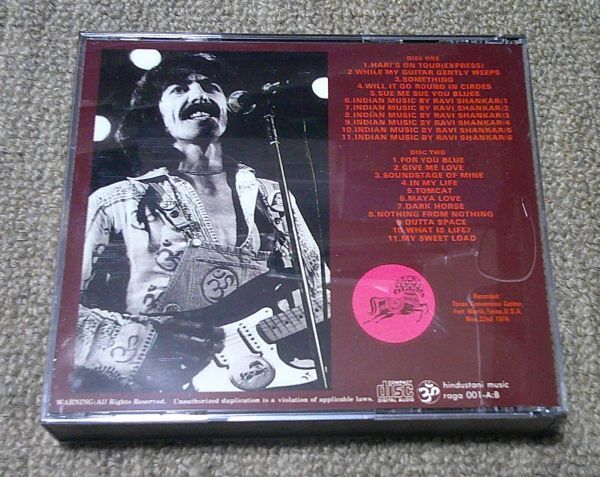 DISC ONE
1.HARI'S ON TOUR(EXPRESS)
2.WHILE MY GUITAR GENTLY WEEPS
3.SOMETHING
4.WILL IT GO ROUND IN CIRCLES
5.SUE ME SUE YOU BLUES
6.INDIAN MUSIC BY RAVI SHANKAR:1
7.INDIAN MUSIC BY RAVI SHANKAR:2
8.INDIAN MUSIC BY RAVI SHANKAR:3
9.INDIAN MUSIC BY RAVI SHANKAR:4
10.INDIAN MUSIC BY RAVI SHANKAR:5
11.INDIAN MUSIC BY RAVI SHANKAR:6
DISC TWO
1.FOR YOU BLUE
2.GIVE ME LOVE
3.SOUNDSTAGE OF MINE
4.IN MY LIFE
5.TOMCAT
6.MAYA LOVE
7.DARK HORSE
8.NOTHING FROM NOTHING
9.OUTTA SPACE
10.WHAT IS LIFE?
11.MY SWEET LOAD
Recorded
Texas Convention Center
Fort Worth,Texas,U.S.A.
Nov.22nd 1974
WARNING:All Rights Reserved. Unauthorized duplication is a violation of applicable laws.
COMPACT
disc
DIGITAL AUDIO
ॐ
hindustani music
raga 001-A:B